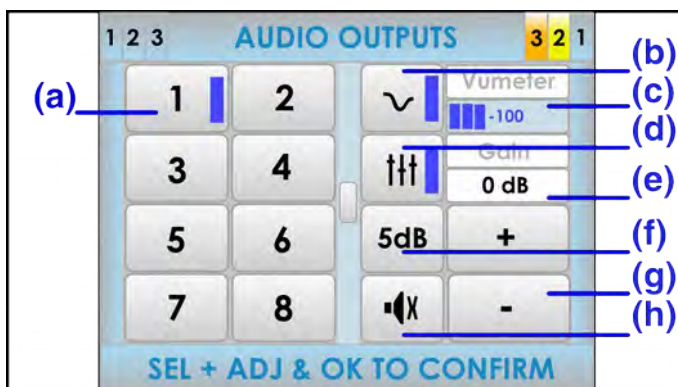 1 2 3 AUDIO OUTPUTS 3 2 1
(a) 1 2 Vumeter (b)
-100 (c)
(d)
3 4 Gain
0 dB (e)
5 6 5dB + (f)
(g)
7 8 X - (h)
SEL + ADJ & OK TO CONFIRM